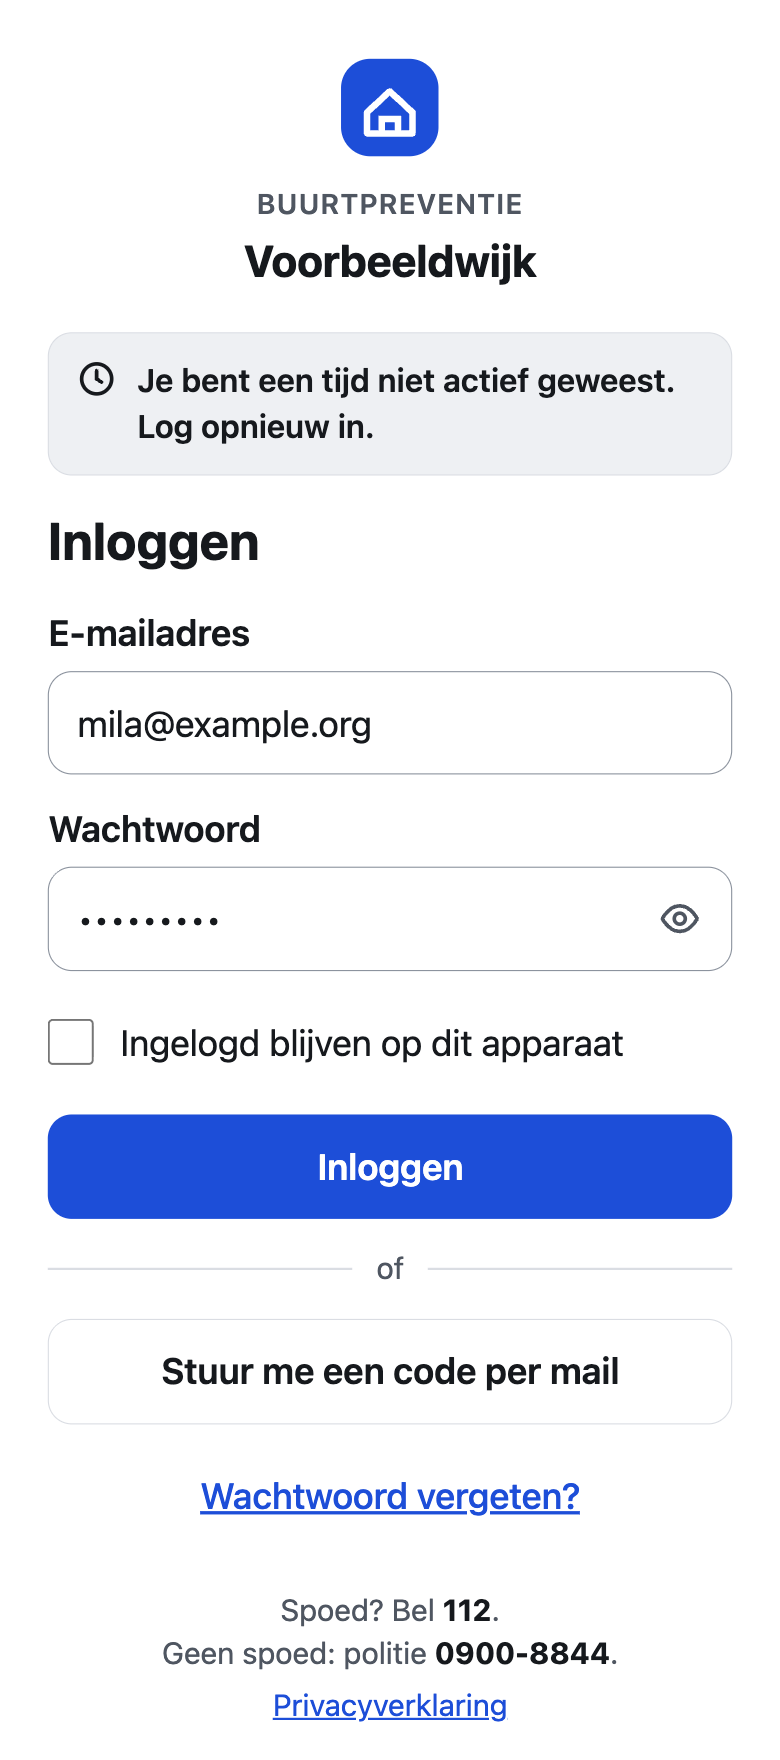 BUURTPREVENTIE
Voorbeeldwijk
Je bent een tijd niet actief geweest.
Log opnieuw in.
Inloggen
E-mailadres
mila@example.org
Wachtwoord
•••••••••
Ingelogd blijven op dit apparaat
Inloggen
of
Stuur me een code per mail
Wachtwoord vergeten?
Spoed? Bel 112.
Geen spoed: politie 0900-8844.
Privacyverklaring